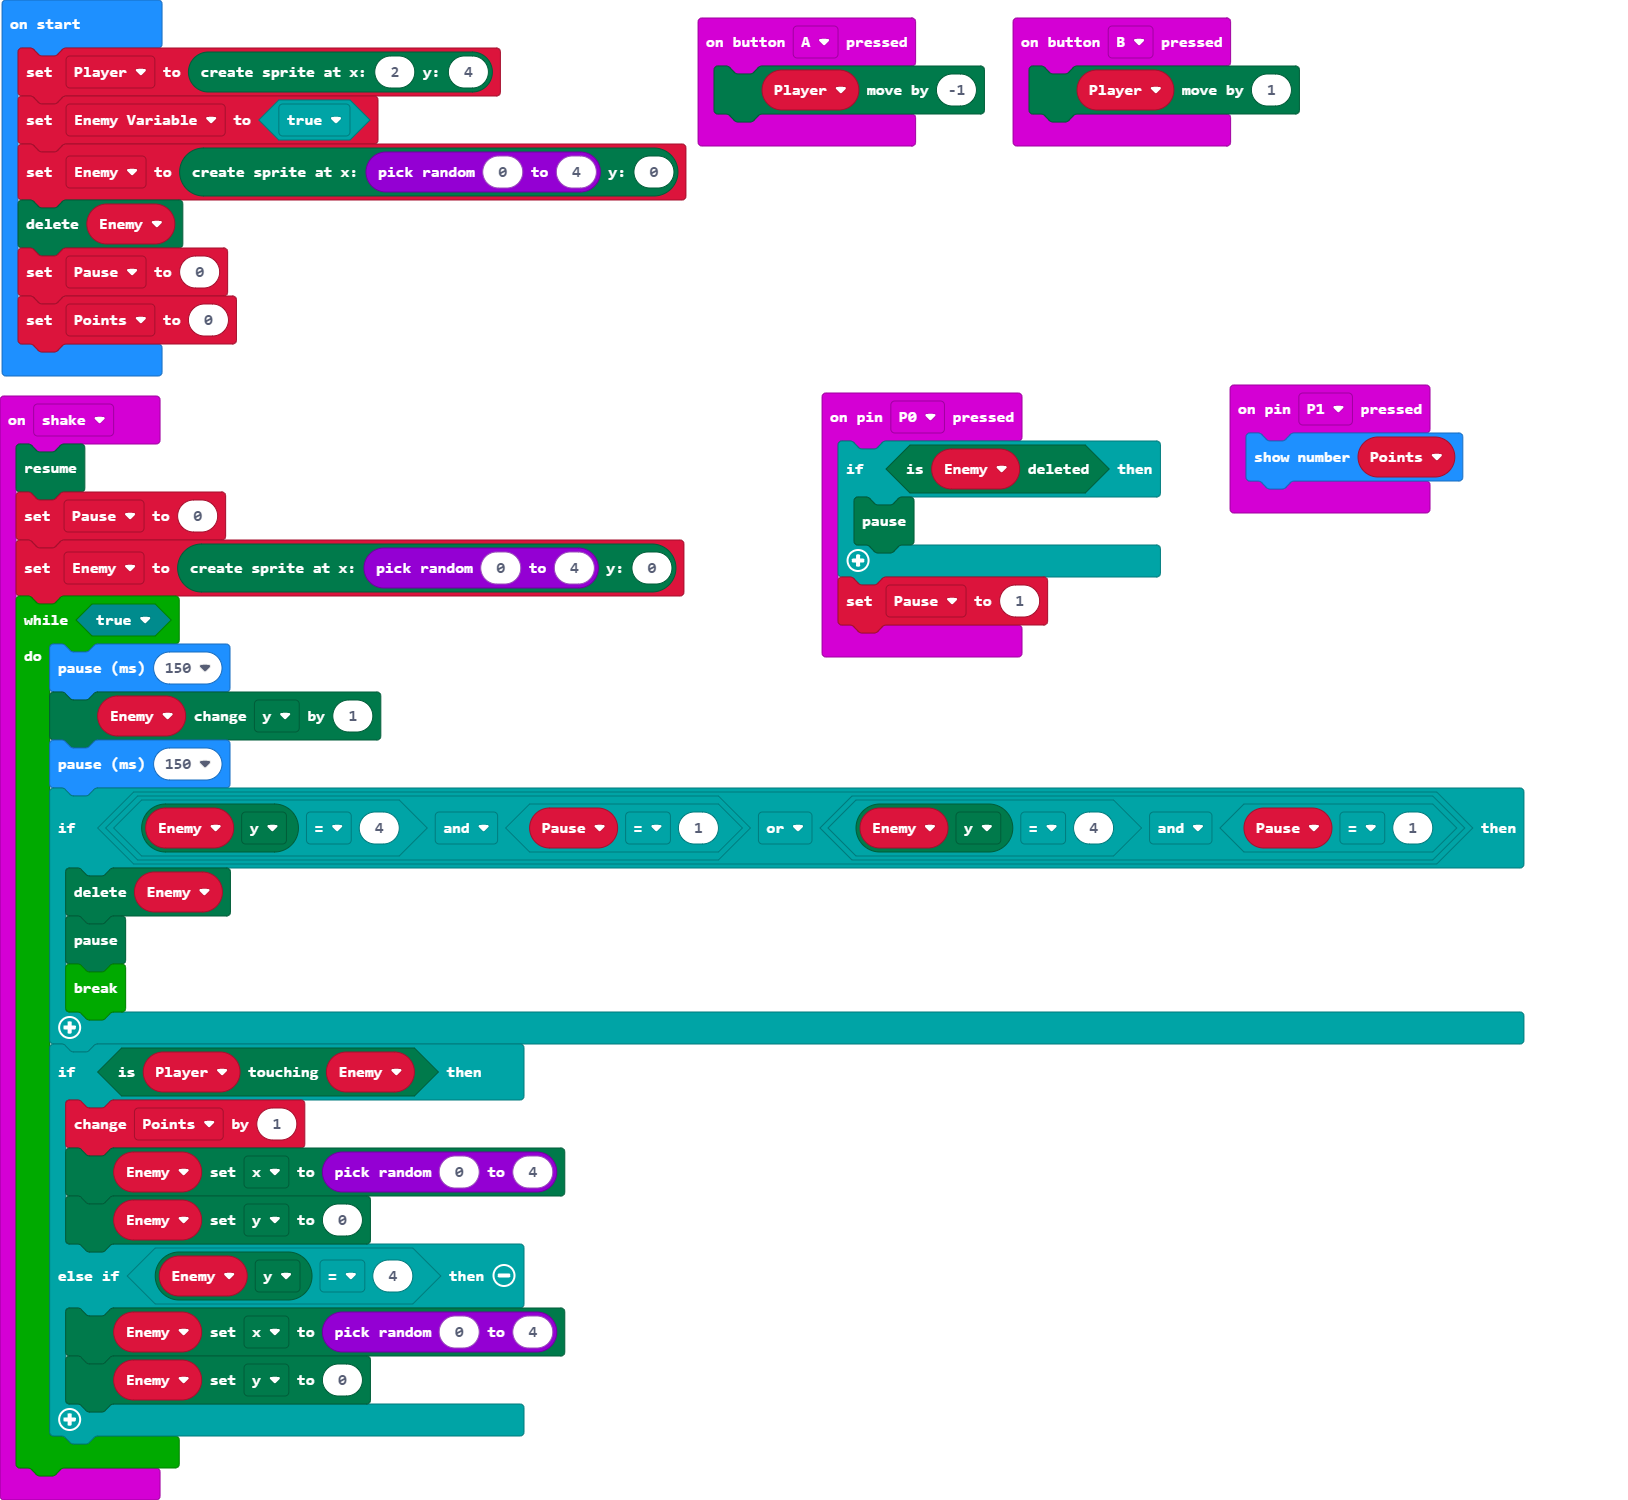 on start
set Player to create sprite at x: 2 y: 4
set Enemy Variable to true
set Enemy to create sprite at x: pick random 0 to 4 y: 0
delete Enemy
set Pause to 0
set Points to 0
on button A pressed
Player move by -1
on button B pressed
Player move by 1
on shake
resume
set Pause to 0
set Enemy to create sprite at x: pick random 0 to 4 y: 0
while true
do
pause (ms) 150
Enemy change y by 1
pause (ms) 150
if Enemy y = 4 and Pause = 1 or Enemy y = 4 and Pause = 1 then
delete Enemy
pause
break
if is Player touching Enemy then
change Points by 1
Enemy set x to pick random 0 to 4
Enemy set y to 0
else if Enemy y = 4 then
Enemy set x to pick random 0 to 4
Enemy set y to 0
on pin P0 pressed
if is Enemy deleted then
pause
set Pause to 1
on pin P1 pressed
show number Points